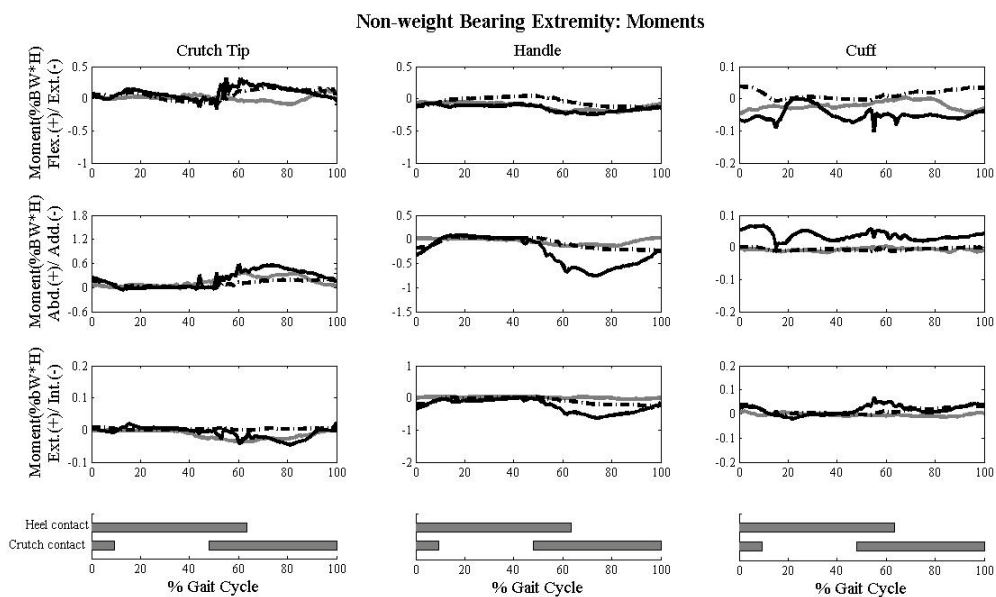 Non-weight Bearing Extremity: Moments
Crutch Tip
Handle
Cuff
Moment(%BW*H)
Flex.(+)/ Ext.(-)
0.5
0
-0.5
-1
0 20 40 60 80 100
0.5
0
-0.5
-1
0 20 40 60 80 100
0.1
0
-0.1
-0.2
0 20 40 60 80 100
Moment(%BW*H)
Abd.(+)/ Add.(-)
1.8
1.2
0.6
0
-0.6
0 20 40 60 80 100
0.5
0
-0.5
-1
-1.5
0 20 40 60 80 100
0.1
0
-0.1
-0.2
0 20 40 60 80 100
Moment(%bW*H)
Ext.(+)/ Int.(-)
0.2
0.1
0
-0.1
0 20 40 60 80 100
1
0
-1
-2
0 20 40 60 80 100
0.2
0.1
0
-0.1
-0.2
0 20 40 60 80 100
Heel contact
Crutch contact
0 20 40 60 80 100
% Gait Cycle
0 20 40 60 80 100
% Gait Cycle
0 20 40 60 80 100
% Gait Cycle